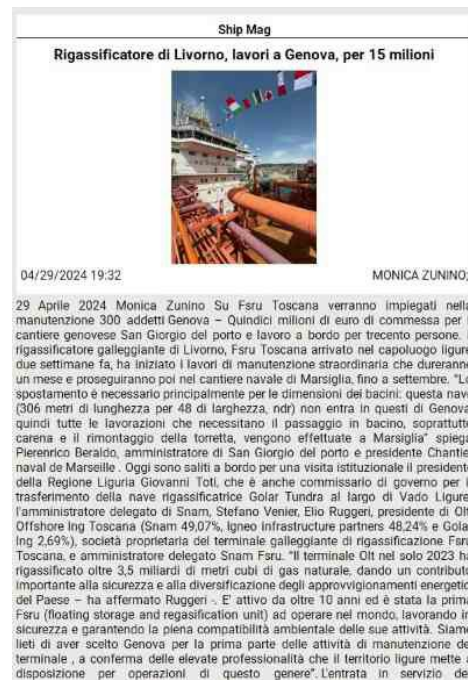 Ship Mag
Rigassificatore di Livorno, lavori a Genova, per 15 milioni
04/29/2024 19:32 MONICA ZUNINO;
29 Aprile 2024 Monica Zunino Su Fsru Toscana verranno impiegati nella
manutenzione 300 addetti Genova – Quindici milioni di euro di commessa per i
cantiere genovese San Giorgio del porto e lavoro a bordo per trecento persone. I
rigassificatore galleggiante di Livorno, Fsru Toscana arrivato nel capoluogo ligure
due settimane fa, ha iniziato i lavori di manutenzione straordinaria che dureranno
un mese e proseguiranno poi nel cantiere navale di Marsiglia, fino a settembre. "Lo
spostamento è necessario principalmente per le dimensioni dei bacini: questa nave
(306 metri di lunghezza per 48 di larghezza, ndr) non entra in questi di Genova
quindi tutte le lavorazioni che necessitano il passaggio in bacino, soprattutto
carena e il rimontaggio della torretta, vengono effettuate a Marsiglia" spiega
Pierenrico Beraldo, amministratore di San Giorgio del porto e presidente Chantier
naval de Marseille . Oggi sono saliti a bordo per una visita istituzionale il presidente
della Regione Liguria Giovanni Toti, che è anche commissario di governo per i
trasferimento della nave rigassificatrice Golar Tundra al largo di Vado Ligure
l'amministratore delegato di Snam, Stefano Venier, Elio Ruggeri, presidente di Olt
Offshore lng Toscana (Snam 49,07%, Igneo infrastructure partners 48,24% e Golar
lng 2,69%), società proprietaria del terminale galleggiante di rigassificazione Fsru
Toscana, e amministratore delegato Snam Fsru. "Il terminale Olt nel solo 2023 ha
rigassificato oltre 3,5 miliardi di metri cubi di gas naturale, dando un contributo
importante alla sicurezza e alla diversificazione degli approvvigionamenti energetici
del Paese – ha affermato Ruggeri -. E' attivo da oltre 10 anni ed è stata la prima
Fsru (floating storage and regasification unit) ad operare nel mondo, lavorando in
sicurezza e garantendo la piena compatibilità ambientale delle sue attività. Siamo
lieti di aver scelto Genova per la prima parte delle attività di manutenzione del
terminale , a conferma delle elevate professionalità che il territorio ligure mette a
disposizione per operazioni di questo genere". L'entrata in servizio del